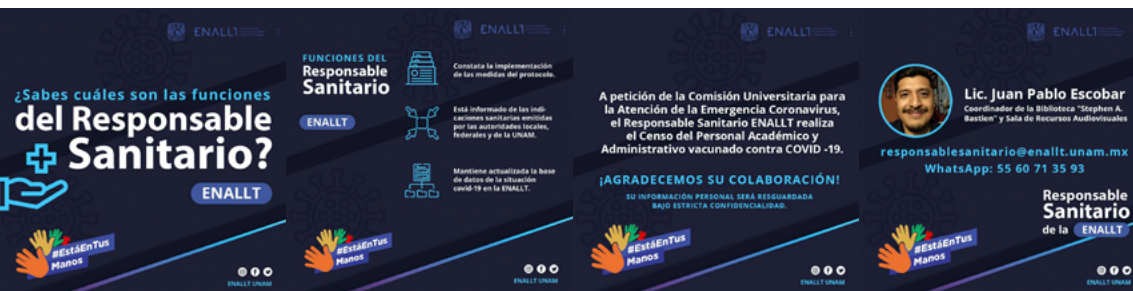 ENALLT
¿Sabes cuáles son las funciones
del Responsable
Sanitario?
ENALLT
#EstáEnTus
Manos
ENALLT UNAM
ENALLT
FUNCIONES DEL
Responsable
Sanitario
ENALLT
Constata la implementación
de las medidas del protocolo.
Está informado de las indi-
caciones sanitarias emitidas
por las autoridades locales,
federales y de la UNAM.
Mantiene actualizada la base
de datos de la situación
covid-19 en la ENALLT.
#EstáEnTus
Manos
ENALLT UNAM
ENALLT
A petición de la Comisión Universitaria para
la Atención de la Emergencia Coronavirus,
el Responsable Sanitario ENALLT realiza
el Censo del Personal Académico y
Administrativo vacunado contra COVID -19.
¡AGRADECEMOS SU COLABORACIÓN!
SU INFORMACIÓN PERSONAL SERÁ RESGUARDADA
BAJO ESTRICTA CONFIDENCIALIDAD.
#EstáEnTus
Manos
ENALLT UNAM
ENALLT
Lic. Juan Pablo Escobar
Coordinador de la Biblioteca "Stephen A.
Bastien" y Sala de Recursos Audiovisuales
responsablesanitario@enallt.unam.mx
WhatsApp: 55 60 71 35 93
Responsable
Sanitario
de la ENALLT
#EstáEnTus
Manos
ENALLT UNAM